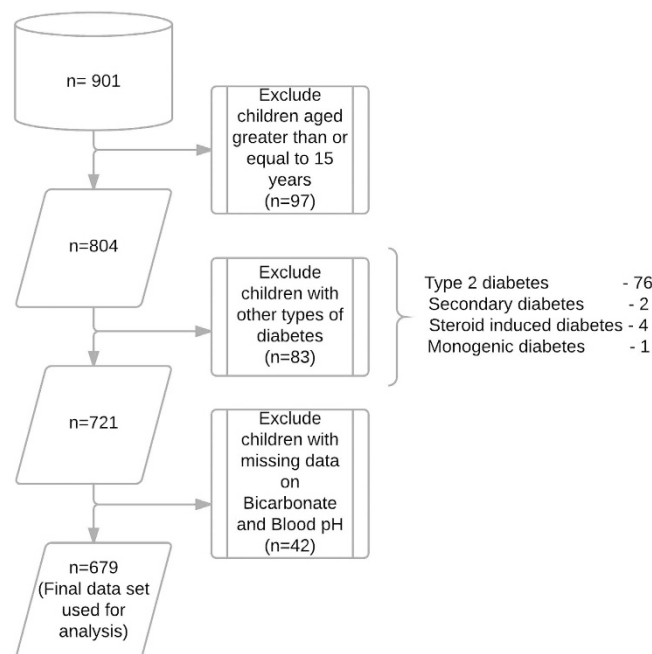 n= 901
Exclude
children aged
greater than or
equal to 15
years
(n=97)
n=804
Exclude
children with
other types of
diabetes
(n=83)
Type 2 diabetes - 76
Secondary diabetes - 2
Steroid induced diabetes - 4
Monogenic diabetes - 1
n=721
Exclude
children with
missing data
on
Bicarbonate
and Blood pH
(n=42)
n=679
(Final data set
used for
analysis)